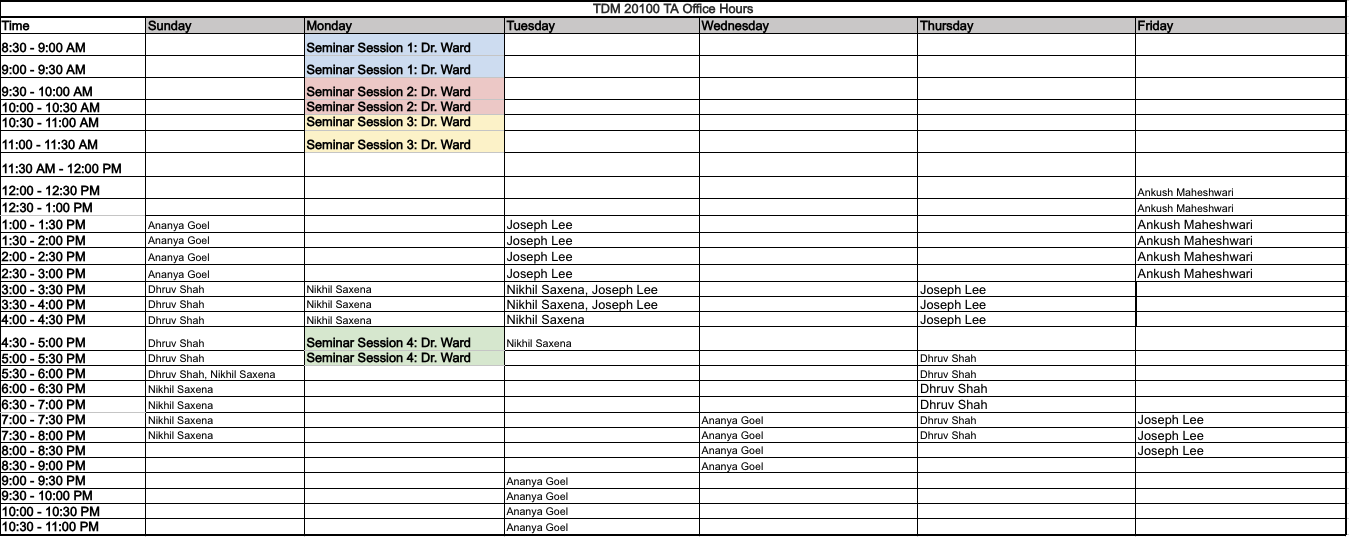 TDM 20100 TA Office Hours
Time Sunday Monday Tuesday Wednesday Thursday Friday
8:30 - 9:00 AM Seminar Session 1: Dr. Ward
9:00 - 9:30 AM Seminar Session 1: Dr. Ward
9:30 - 10:00 AM Seminar Session 2: Dr. Ward
10:00 - 10:30 AM Seminar Session 2: Dr. Ward
10:30 - 11:00 AM Seminar Session 3: Dr. Ward
11:00 - 11:30 AM Seminar Session 3: Dr. Ward
11:30 AM - 12:00 PM
12:00 - 12:30 PM Ankush Maheshwari
12:30 - 1:00 PM Ankush Maheshwari
1:00 - 1:30 PM Ananya Goel Joseph Lee Ankush Maheshwari
1:30 - 2:00 PM Ananya Goel Joseph Lee Ankush Maheshwari
2:00 - 2:30 PM Ananya Goel Joseph Lee Ankush Maheshwari
2:30 - 3:00 PM Ananya Goel Joseph Lee Ankush Maheshwari
3:00 - 3:30 PM Dhruv Shah Nikhil Saxena Nikhil Saxena, Joseph Lee Joseph Lee
3:30 - 4:00 PM Dhruv Shah Nikhil Saxena Nikhil Saxena, Joseph Lee Joseph Lee
4:00 - 4:30 PM Dhruv Shah Nikhil Saxena Nikhil Saxena Joseph Lee
4:30 - 5:00 PM Dhruv Shah Seminar Session 4: Dr. Ward Nikhil Saxena
5:00 - 5:30 PM Dhruv Shah Seminar Session 4: Dr. Ward Dhruv Shah
5:30 - 6:00 PM Dhruv Shah, Nikhil Saxena Dhruv Shah
6:00 - 6:30 PM Nikhil Saxena Dhruv Shah
6:30 - 7:00 PM Nikhil Saxena Dhruv Shah
7:00 - 7:30 PM Nikhil Saxena Ananya Goel Dhruv Shah Joseph Lee
7:30 - 8:00 PM Nikhil Saxena Ananya Goel Dhruv Shah Joseph Lee
8:00 - 8:30 PM Ananya Goel Joseph Lee
8:30 - 9:00 PM Ananya Goel
9:00 - 9:30 PM Ananya Goel
9:30 - 10:00 PM Ananya Goel
10:00 - 10:30 PM Ananya Goel
10:30 - 11:00 PM Ananya Goel